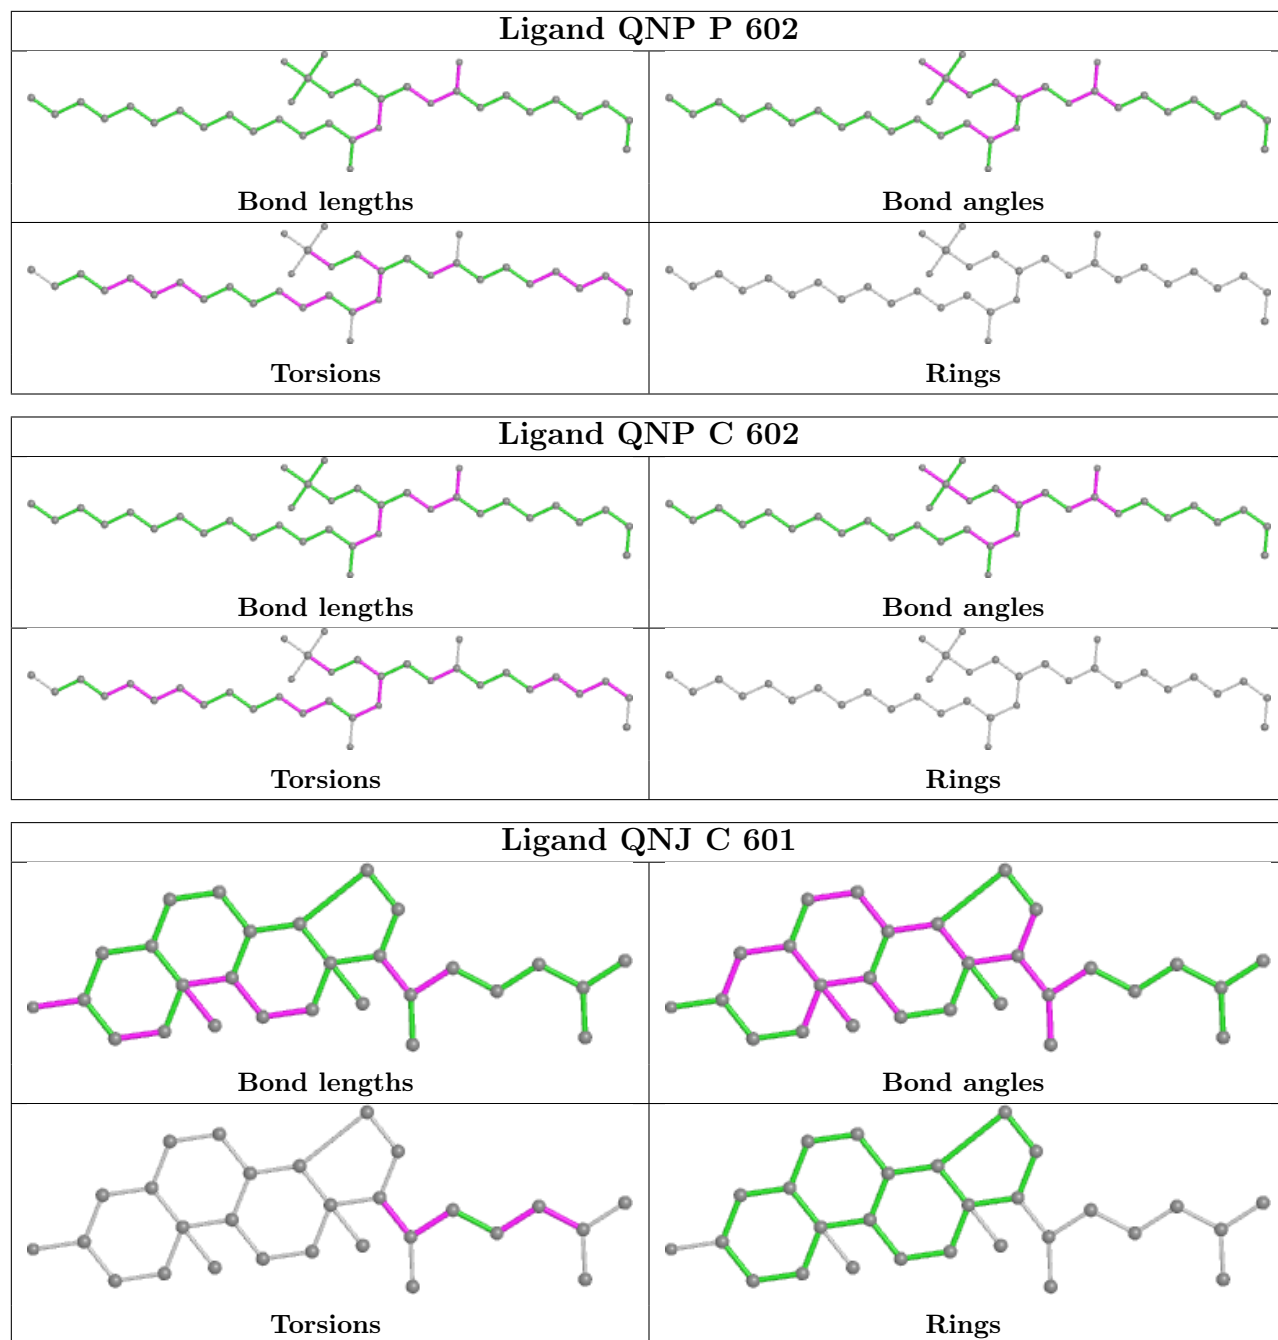 Ligand QNP P 602
Bond lengths
Bond angles
Torsions
Rings
Ligand QNP C 602
Bond lengths
Bond angles
Torsions
Rings
Ligand QNJ C 601
Bond lengths
Bond angles
Torsions
Rings